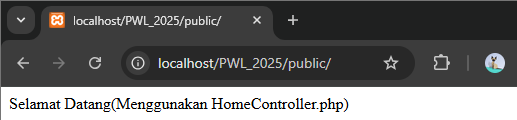 localhost/PWL_2025/public/
localhost/PWL_2025/public/
Selamat Datang(Menggunakan HomeController.php)